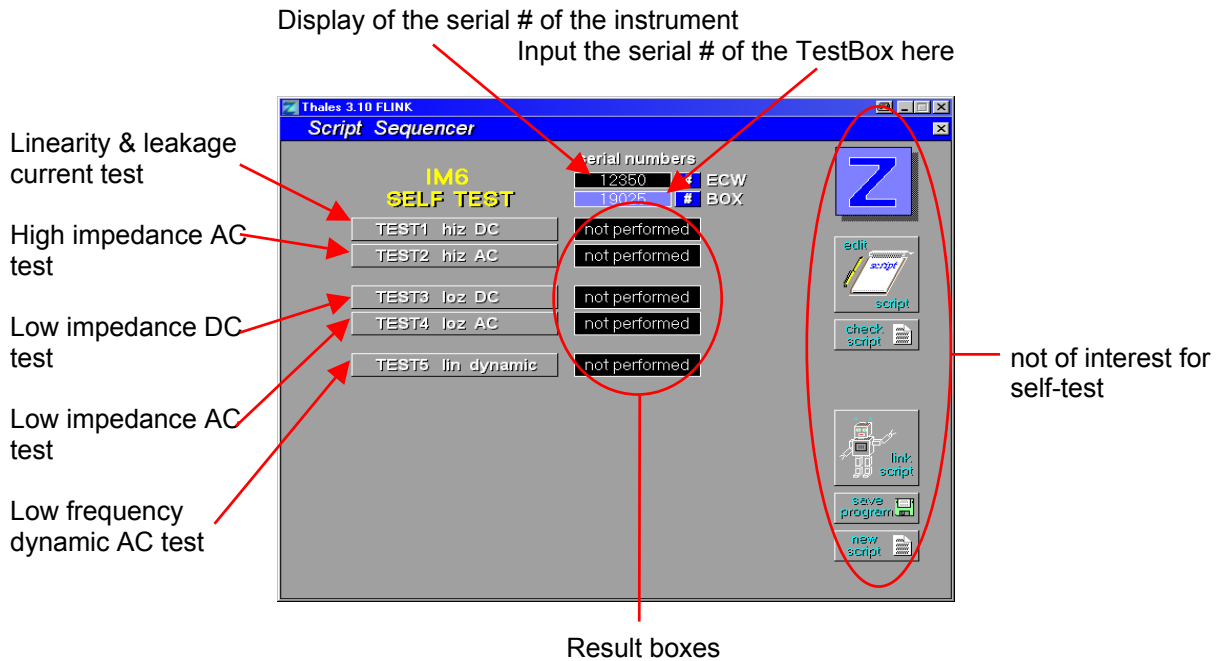 Display of the serial # of the instrument
Input the serial # of the TestBox here
Thales 3.10 FLINK
Script Sequencer
Linearity & leakage
current test
serial numbers
IM6
SELF TEST
12350 # ECW
19025 # BOX
Z
High impedance AC
test
TEST1 hiz DC not performed
TEST2 hiz AC not performed
edit
script
script
Low impedance DC
test
TEST3 loz DC not performed
TEST4 loz AC not performed
check
script
not of interest for
self-test
TEST5 lin dynamic not performed
Low impedance AC
test
link
script
Low frequency
dynamic AC test
save
program
new
script
Result boxes